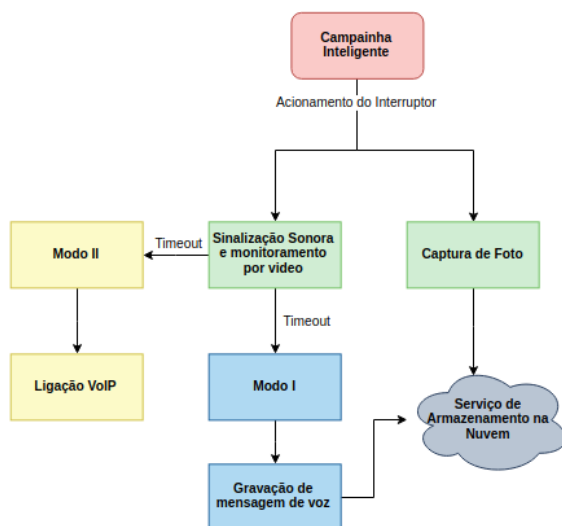 Campainha
Inteligente
Acionamento do Interruptor
Timeout
Modo II
Sinalização Sonora
e monitoramento
por video
Captura de Foto
Timeout
Ligação VoIP
Modo I
Serviço de
Armazenamento na
Nuvem
Gravação de
mensagem de voz